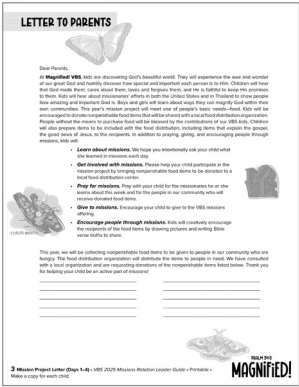 LETTER TO PARENTS
Dear Parents,
At Magnified! VBS, kids are discovering God's beautiful world. They will experience the awe and wonder
of our great God and humbly discover how special and important each person is to Him. Children will hear
that God made them, cares about them, loves and forgives them, and He is faithful to keep His promises
to them. Kids will hear about missionaries' efforts in both the United States and in Thailand to show people
how amazing and important God is. Boys and girls will learn about ways they can magnify God within their
own communities. This year's mission project will meet one of people's basic needs—food. Kids will be
encouraged to donate nonperishable food items that will be shared with a local food distribution organization.
People without the means to purchase food will be blessed by the contributions of our VBS kids. Children
will also prepare items to be included with the food distribution, including items that explain the gospel,
the good news of Jesus, to the recipients. In addition to praying, giving, and encouraging people through
missions, kids will:
• Learn about missions. We hope you intentionally ask your child what
she learned in missions each day.
• Get involved with missions. Please help your child participate in the
mission project by bringing nonperishable food items to be donated to a
local food distribution center.
• Pray for missions. Pray with your child for the missionaries he or she
learns about this week and for the people in our community who will
receive donated food items.
• Give to missions. Encourage your child to give to the VBS missions
offering.
• Encourage people through missions. Kids will creatively encourage
the recipients of the food items by drawing pictures and writing Bible
verse truths to share.
This year, we will be collecting nonperishable food items to be given to people in our community who are
hungry. The food distribution organization will distribute the items to people in need. We have consulted
with a local organization and are requesting donations of the nonperishable items listed below. Thank you
for helping your child be an active part of missions!
3 Mission Project Letter (Days 1–4) • VBS 2025 Missions Rotation Leader Guide • Printable •
Make a copy for each child.
PSALM 34:3
MAGNIFIED!